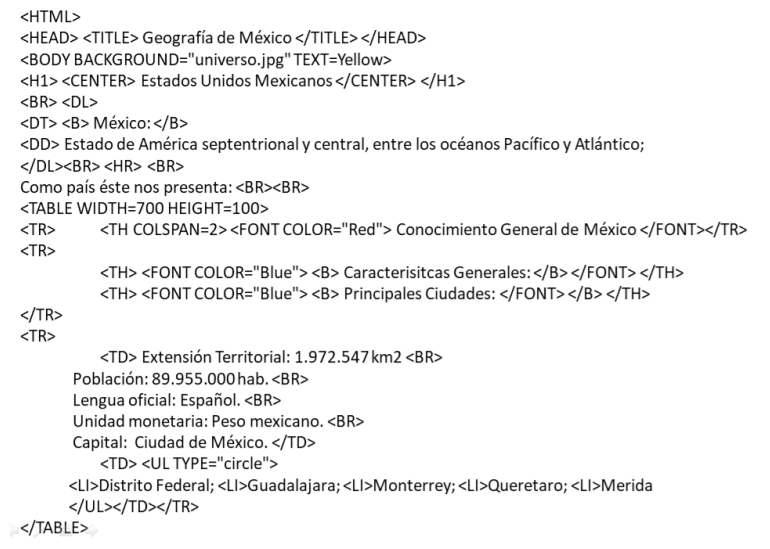 <HTML>
<HEAD> <TITLE> Geografía de México </TITLE> </HEAD>
<BODY BACKGROUND="universo.jpg" TEXT=Yellow>
<H1> <CENTER> Estados Unidos Mexicanos </CENTER> </H1>
<BR> <DL>
<DT> <B> México: </B>
<DD> Estado de América septentrional y central, entre los océanos Pacífico y Atlántico;
</DL><BR> <HR> <BR>
Como país éste nos presenta: <BR><BR>
<TABLE WIDTH=700 HEIGHT=100>
<TR> <TH COLSPAN=2> <FONT COLOR="Red"> Conocimiento General de México </FONT></TR>
<TR>
<TH> <FONT COLOR="Blue"> <B> Caracterisitcas Generales: </B> </FONT> </TH>
<TH> <FONT COLOR="Blue"> <B> Principales Ciudades: </FONT> </B> </TH>
</TR>
<TR>
<TD> Extensión Territorial: 1.972.547 km2 <BR>
Población: 89.955.000 hab. <BR>
Lengua oficial: Español. <BR>
Unidad monetaria: Peso mexicano. <BR>
Capital: Ciudad de México. </TD>
<TD> <UL TYPE="circle">
<LI>Distrito Federal; <LI>Guadalajara; <LI>Monterrey; <LI>Queretaro; <LI>Merida
</UL></TD></TR>
</TABLE>